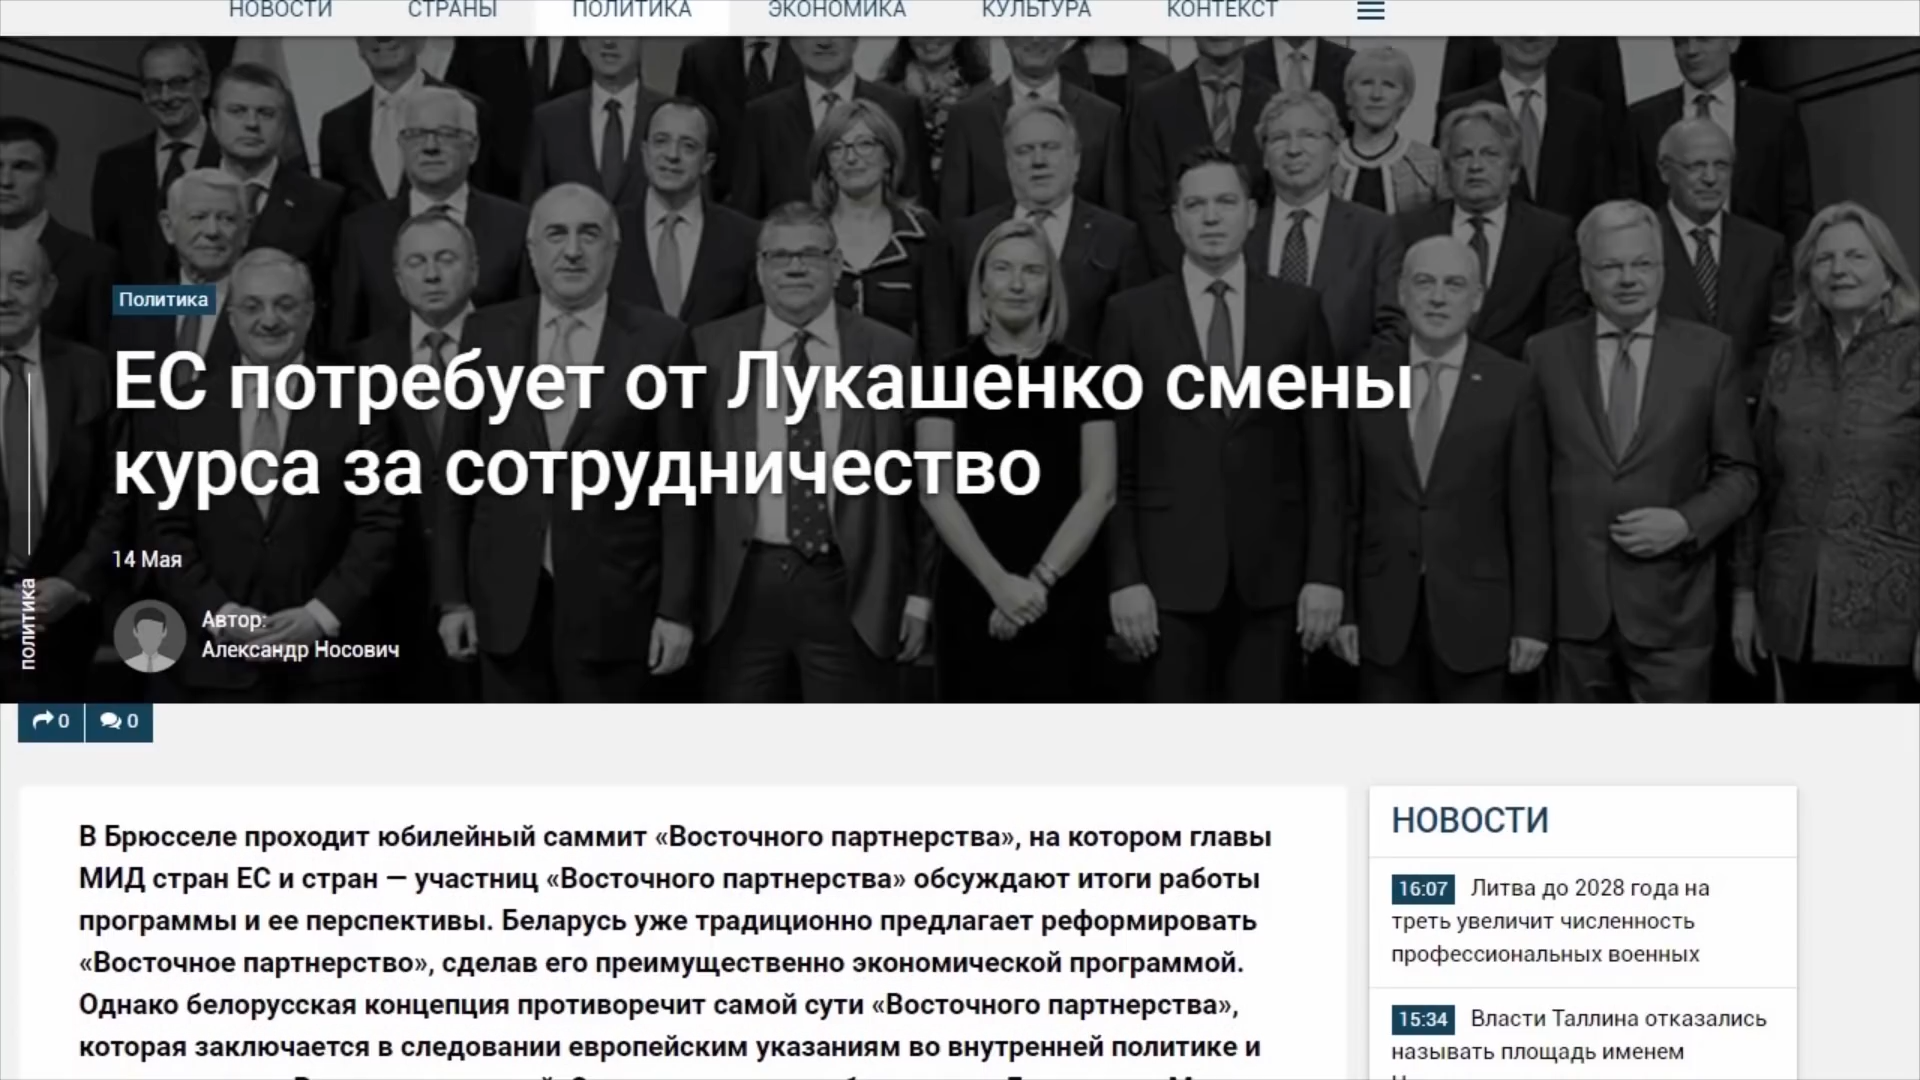 НОВОСТИ СТРАНЫ ПОЛИТИКА ЭКОНОМИКА КУЛЬТУРА КОНТЕКСТ
Политика
ЕС потребует от Лукашенко смены
курса за сотрудничество
14 Мая
Автор:
Александр Носович
политика
0 0
В Брюсселе проходит юбилейный саммит «Восточного партнерства», на котором главы
МИД стран ЕС и стран — участниц «Восточного партнерства» обсуждают итоги работы
программы и ее перспективы. Беларусь уже традиционно предлагает реформировать
«Восточное партнерство», сделав его преимущественно экономической программой.
Однако белорусская концепция противоречит самой сути «Восточного партнерства»,
которая заключается в следовании европейским указаниям во внутренней политике и
НОВОСТИ
16:07 Литва до 2028 года на
треть увеличит численность
профессиональных военных
15:34 Власти Таллина отказались
называть площадь именем